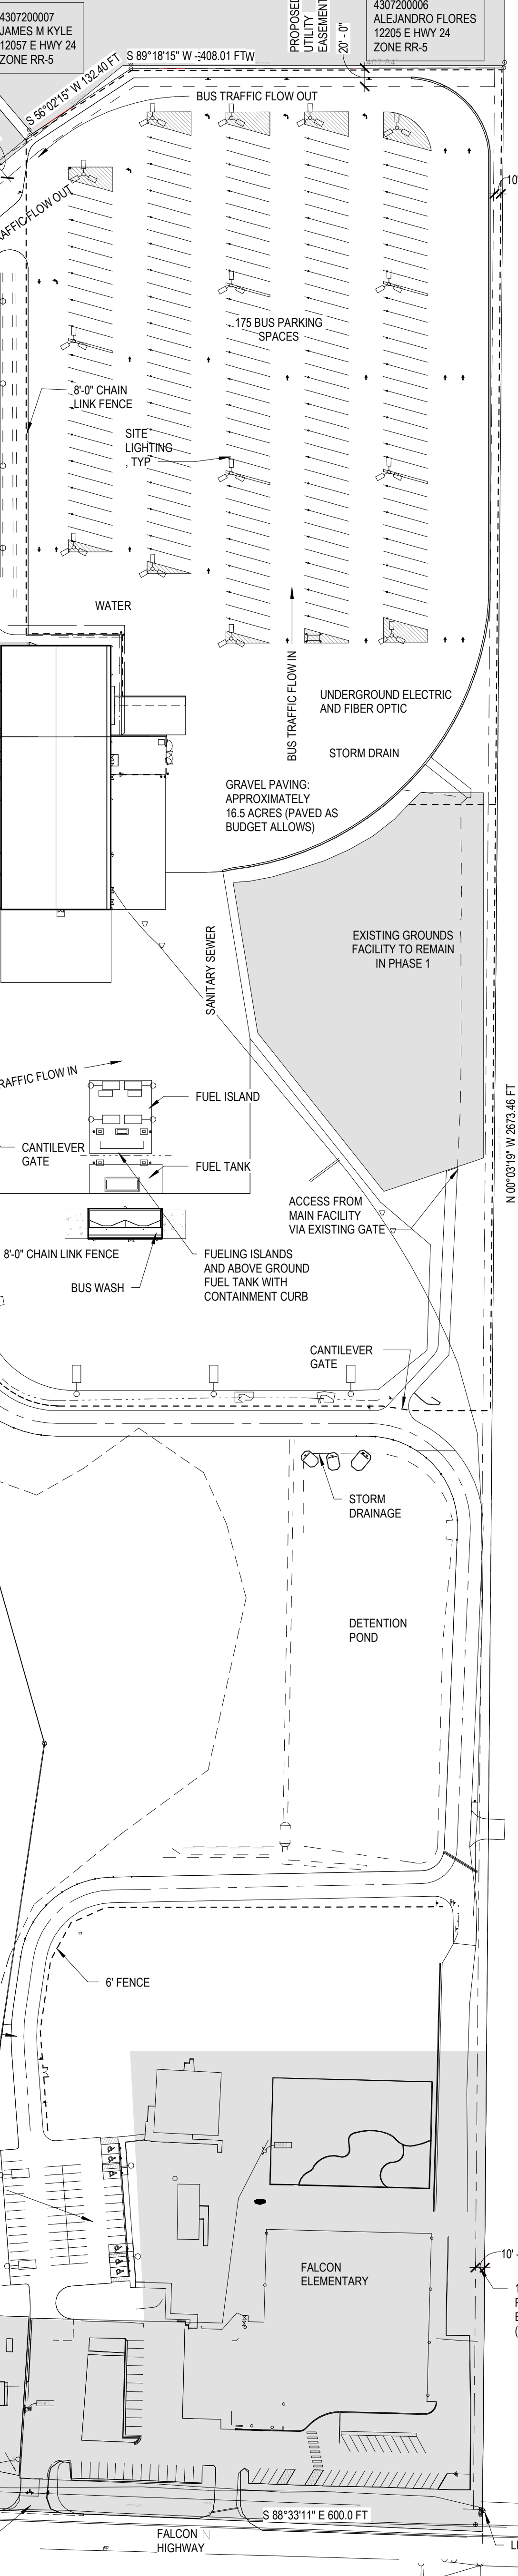 4307200007
JAMES M KYLE
12057 E HWY 24
ZONE RR-5
4307200006
ALEJANDRO FLORES
12205 E HWY 24
ZONE RR-5
PROPOSED
UTILITY
EASEMENT
20' - 0"
S 89°18'15" W
408.01 FT
S 56°02'15" W 132.40 FT
BUS TRAFFIC FLOW OUT
10'
FLOW OUT
175 BUS PARKING
SPACES
8'-0" CHAIN
LINK FENCE
SITE
LIGHTING
, TYP
WATER
BUS TRAFFIC FLOW IN
UNDERGROUND ELECTRIC
AND FIBER OPTIC
STORM DRAIN
GRAVEL PAVING:
APPROXIMATELY
16.5 ACRES (PAVED AS
BUDGET ALLOWS)
SANITARY SEWER
EXISTING GROUNDS
FACILITY TO REMAIN
IN PHASE 1
FLOW IN
FUEL ISLAND
N 00°03'19" W 2673.46 FT
CANTILEVER
GATE
FUEL TANK
ACCESS FROM
MAIN FACILITY
VIA EXISTING GATE
8'-0" CHAIN LINK FENCE
FUELING ISLANDS
AND ABOVE GROUND
FUEL TANK WITH
CONTAINMENT CURB
BUS WASH
CANTILEVER
GATE
STORM
DRAINAGE
DETENTION
POND
6' FENCE
FALCON
ELEMENTARY
10' -
S 88°33'11" E 600.0 FT
FALCON
HIGHWAY